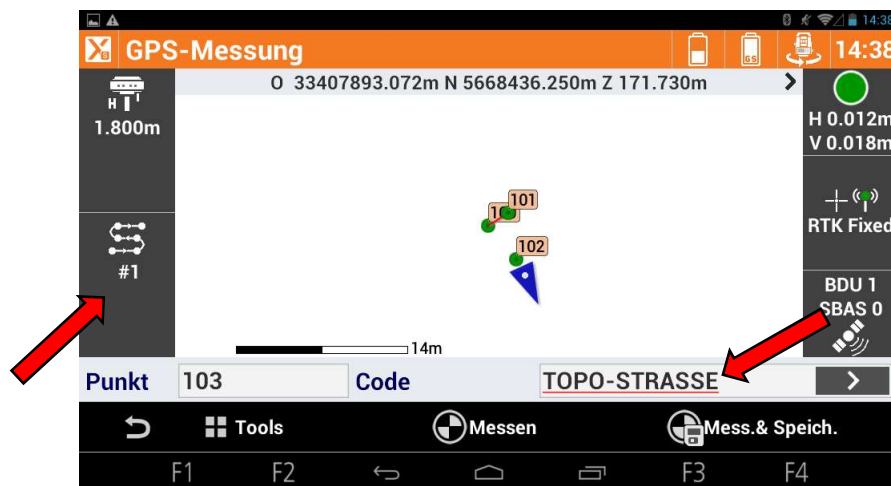 14:38
GPS-Messung
GS
14:38
O 33407893.072m N 5668436.250m Z 171.730m
H
1.800m
H 0.012m
V 0.018m
101
102
RTK Fixed
#1
BDU 1
SBAS 0
14m
Punkt 103 Code TOPO-STRASSE
Tools Messen Mess.& Speich.
F1 F2 F3 F4